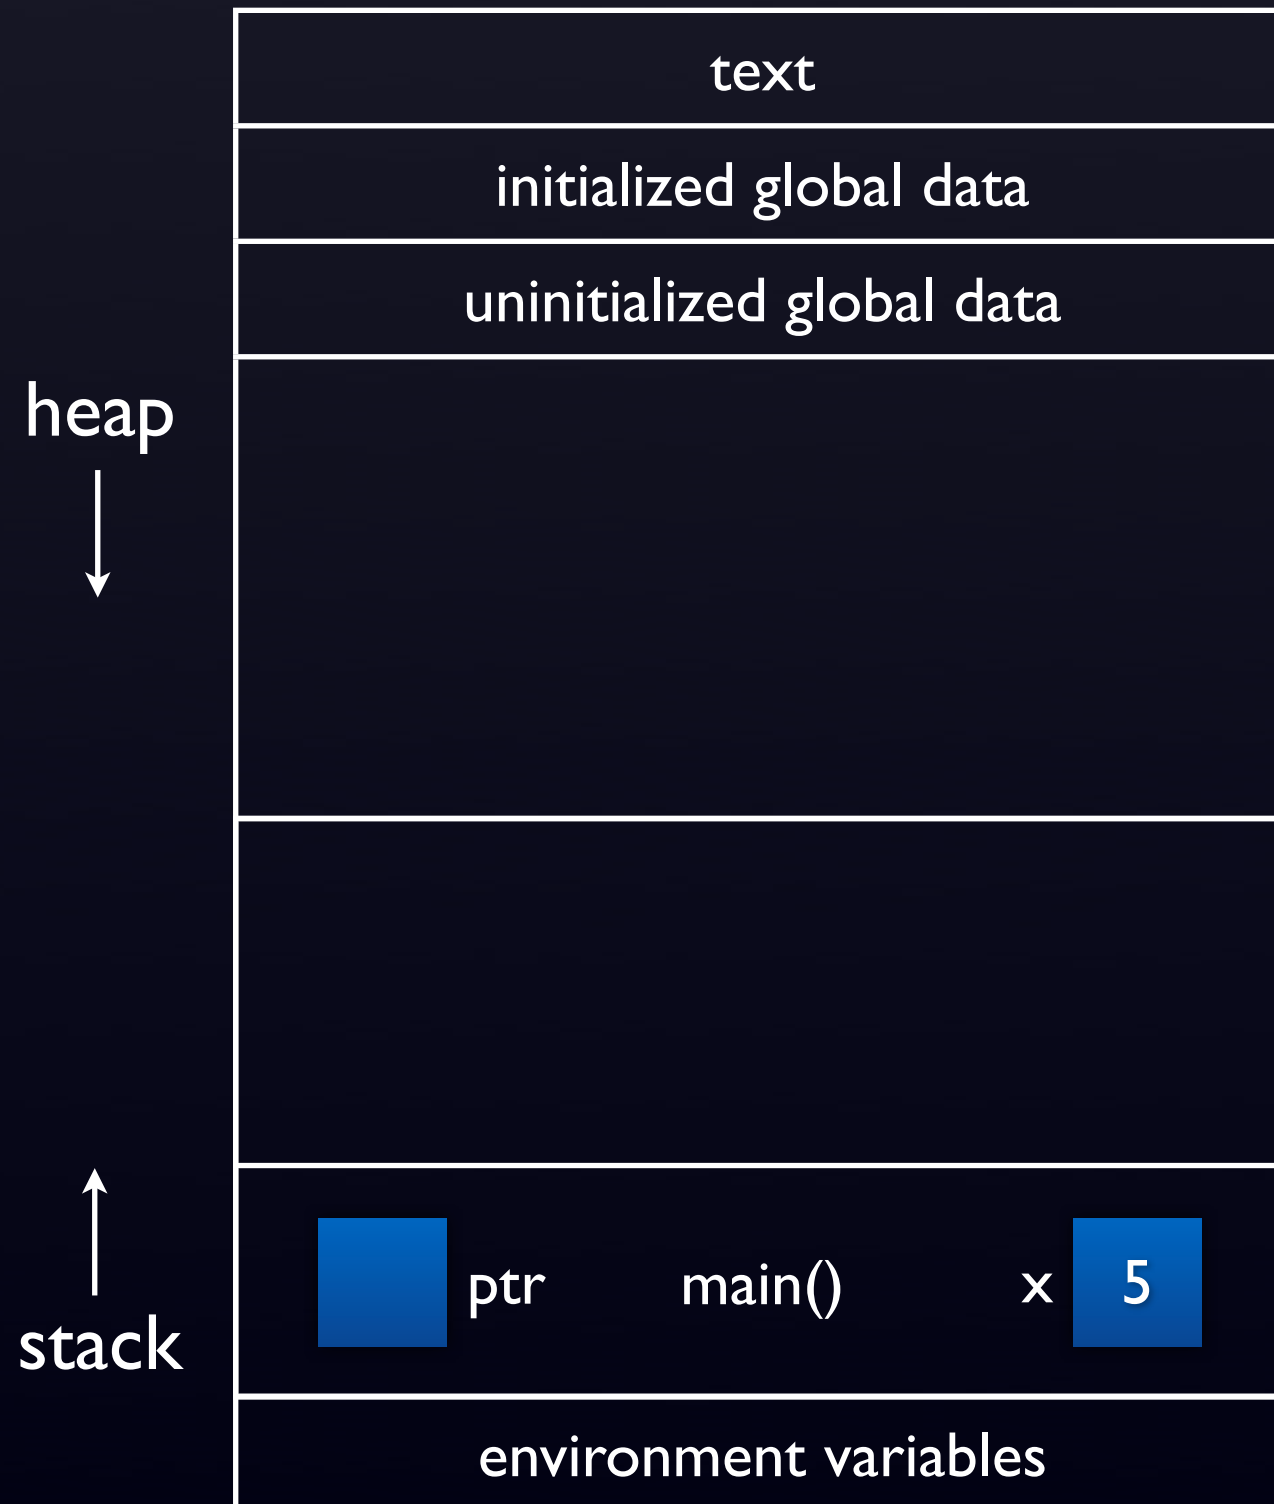 text
initialized global data
uninitialized global data
heap
ptr main() x 5
stack
environment variables